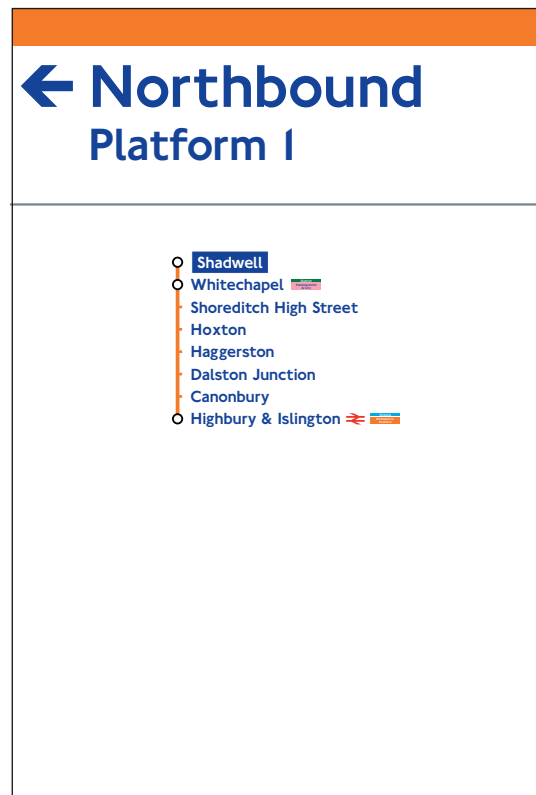 Northbound
Platform 1
Shadwell
Whitechapel
Shoreditch High Street
Hoxton
Haggerston
Dalston Junction
Canonbury
Highbury & Islington